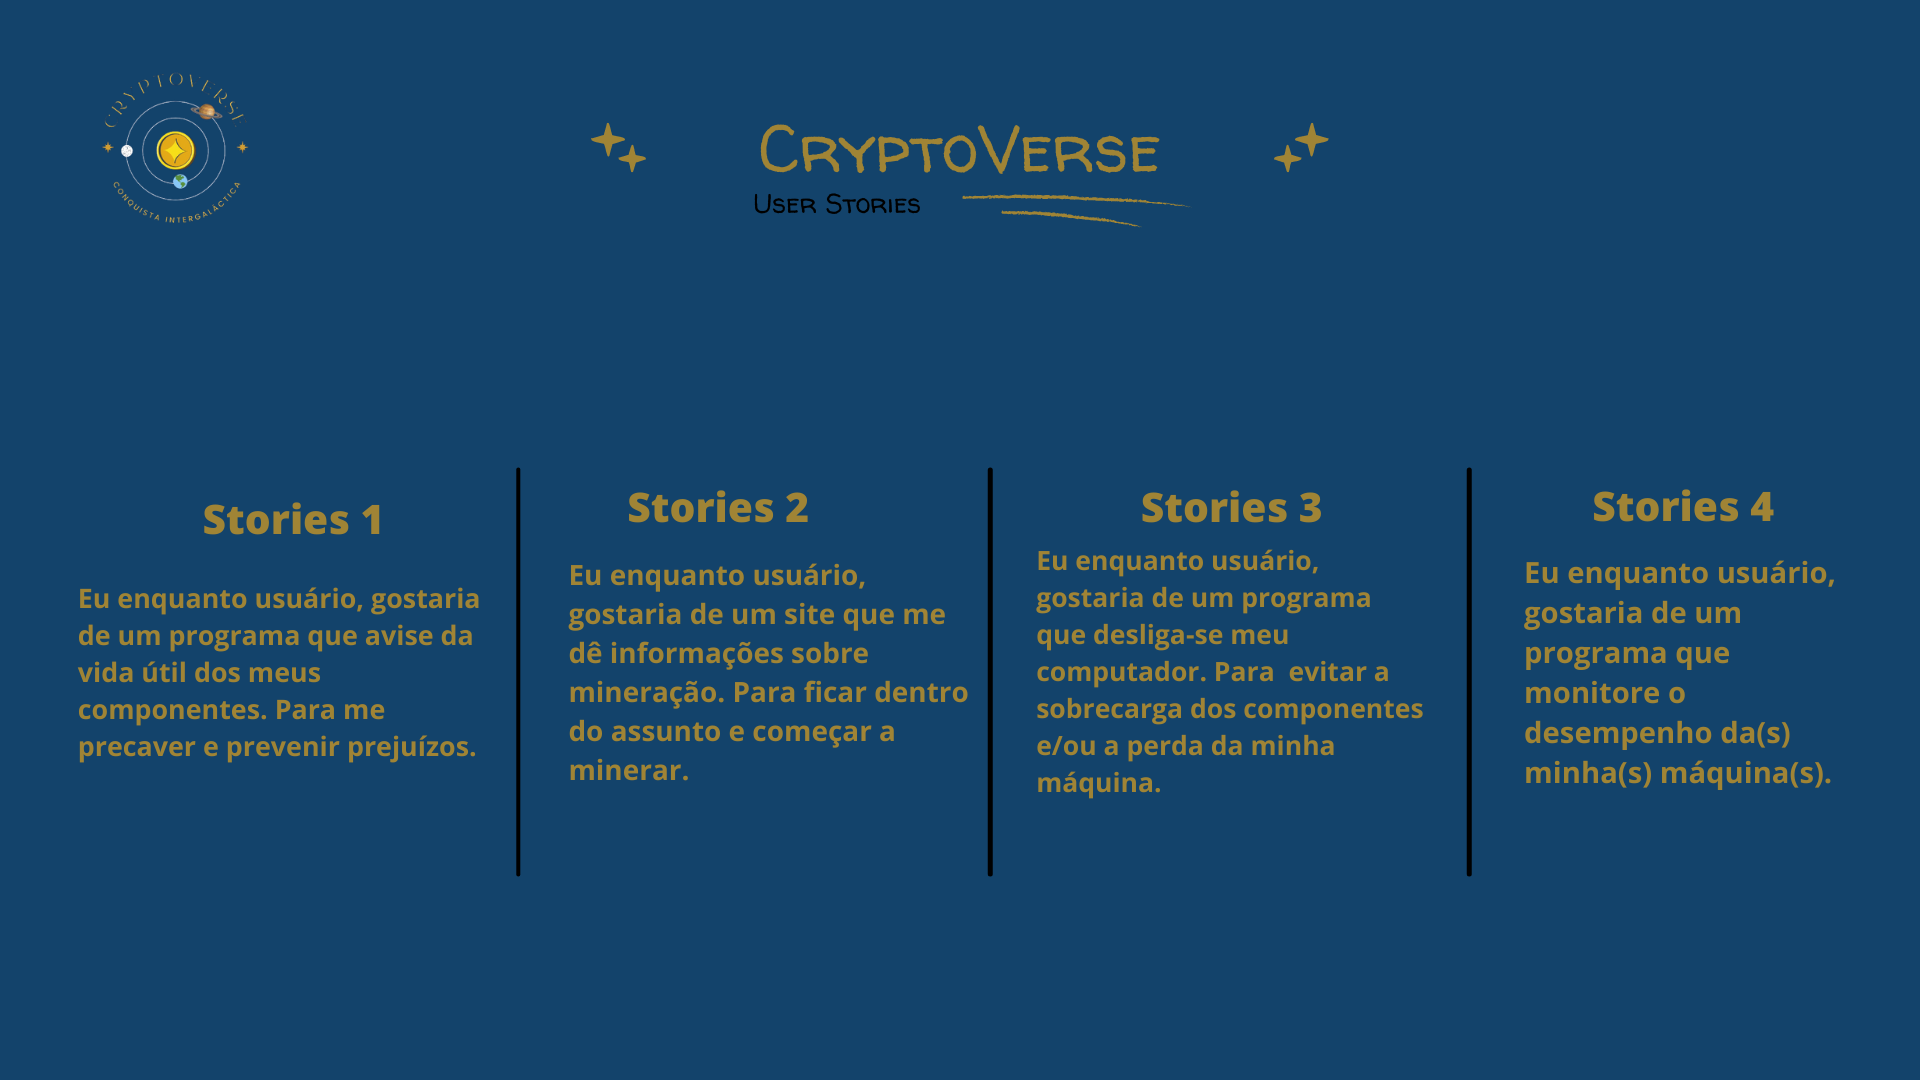 CRYPTOVERSE
CONQUISTA INTERGALÁCTICA
CRYPTOVERSE
USER STORIES
Stories 1
Eu enquanto usuário, gostaria
de um programa que avise da
vida útil dos meus
componentes. Para me
precaver e prevenir prejuízos.
Stories 2
Eu enquanto usuário,
gostaria de um site que me
dê informações sobre
mineração. Para ficar dentro
do assunto e começar a
minerar.
Stories 3
Eu enquanto usuário,
gostaria de um programa
que desliga-se meu
computador. Para  evitar a
sobrecarga dos componentes
e/ou a perda da minha
máquina.
Stories 4
Eu enquanto usuário,
gostaria de um
programa que
monitore o
desempenho da(s)
minha(s) máquina(s).